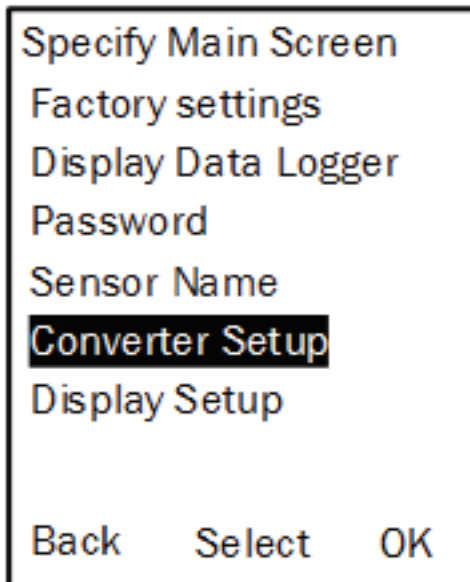 Specify Main Screen
Factory settings
Display Data Logger
Password
Sensor Name
Converter Setup
Display Setup
Back Select OK